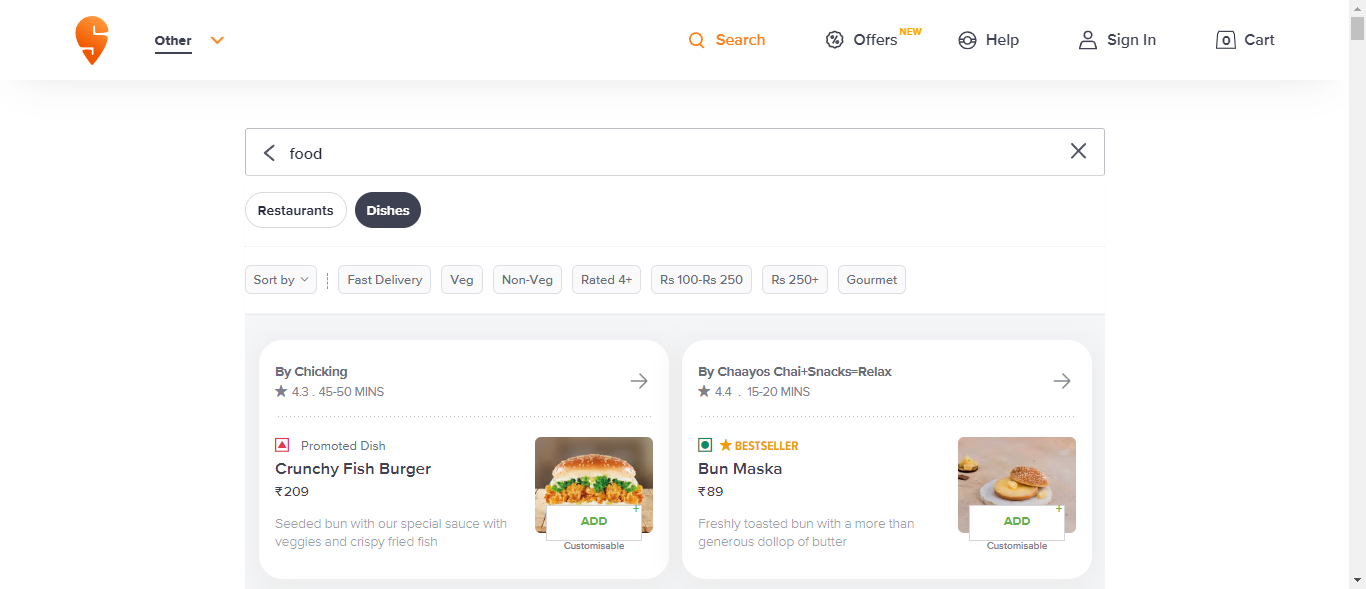 Other
Search
Offers NEW
Help
Sign In
0 Cart
food
Restaurants
Dishes
Sort by
Fast Delivery
Veg
Non-Veg
Rated 4+
Rs 100-Rs 250
Rs 250+
Gourmet
By Chicking
4.3 . 45-50 MINS
Promoted Dish
Crunchy Fish Burger
₹209
Seeded bun with our special sauce with
veggies and crispy fried fish
ADD +
Customisable
By Chaayos Chai+Snacks=Relax
4.4 . 15-20 MINS
BESTSELLER
Bun Maska
₹89
Freshly toasted bun with a more than
generous dollop of butter
ADD +
Customisable